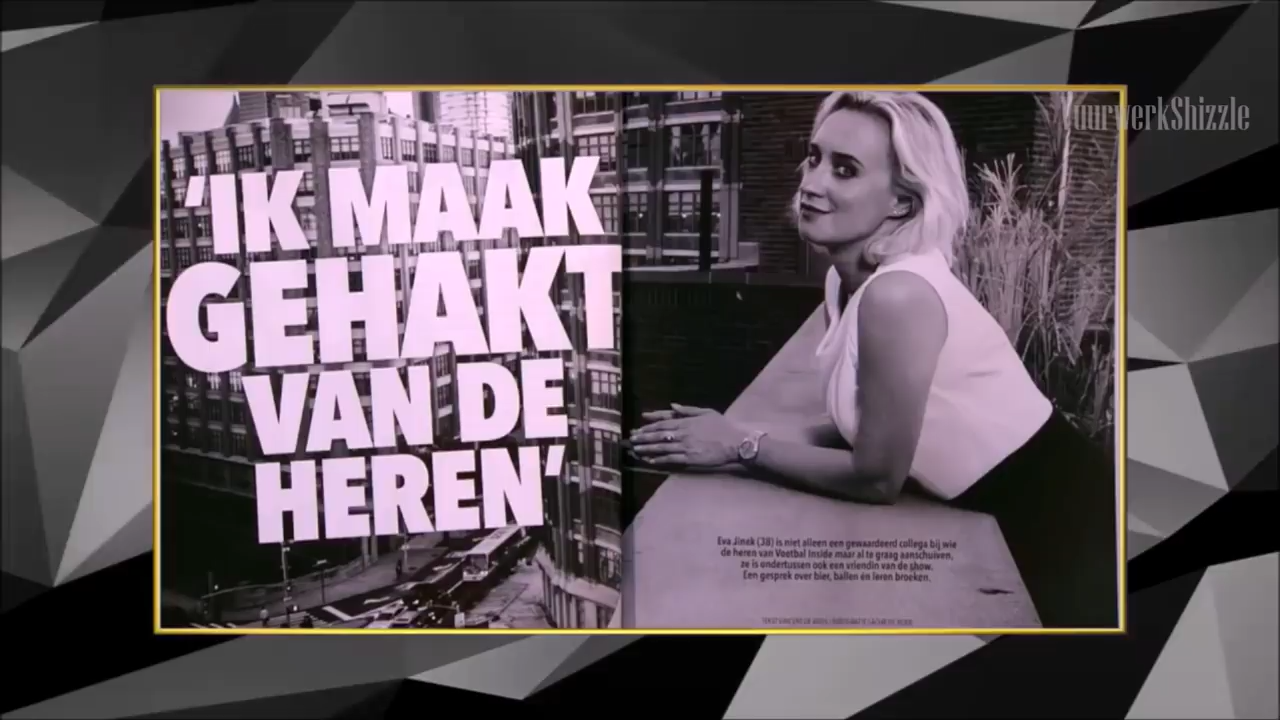 uurwerkShizzle
'IK MAAK
GEHAKT
VAN DE
HEREN'
Eva Jinek (38) is niet alleen een gewaardeerd collega bij wie
de heren van Voetbal Inside maar al te graag aanschuiven,
ze is ondertussen ook een vriendin van de show.
Een gesprek over bier, ballen én leren broeken.